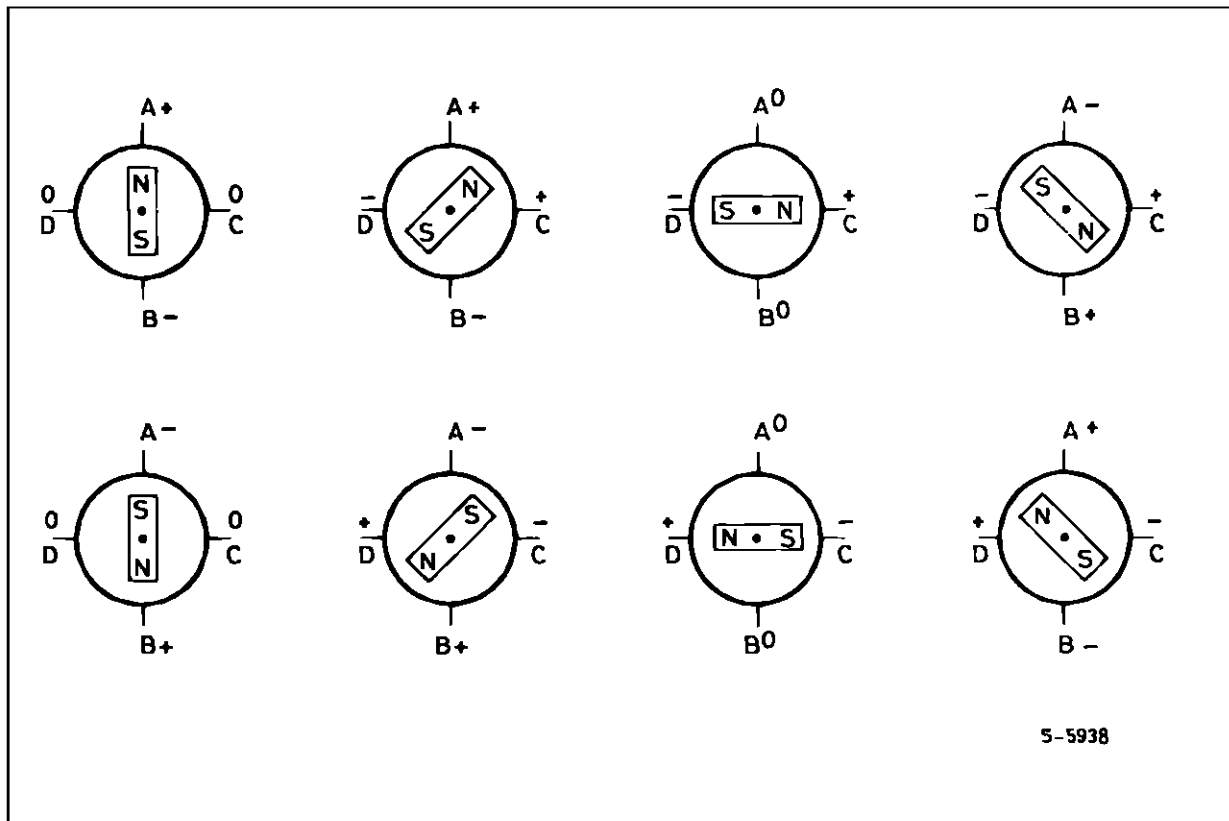 A+ A+ A0 A-
N N S
0 0 - + - + - +
S N
D C D C D C D C
S S N
B- B- B0 B+
A- A- A0 A+
S S N
0 0 + - + - + -
N S
D C D C D C D C
N N S
B+ B+ B0 B-
5-5938